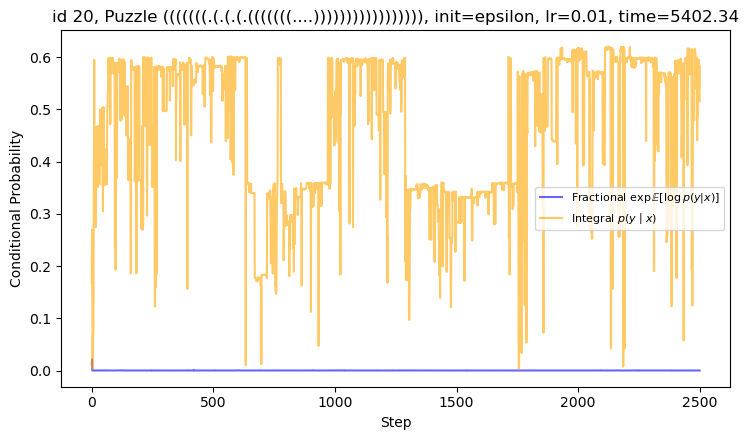 id 20, Puzzle (((((((.(.(.(.(((((((....))))))))))))))))), init=epsilon, lr=0.01, time=5402.34
Conditional Probability
0.6
0.5
0.4
0.3
0.2
0.1
0.0
Fractional exp 𝔼[log p(y|x)]
Integral p(y | x)
0 500 1000 1500 2000 2500
Step